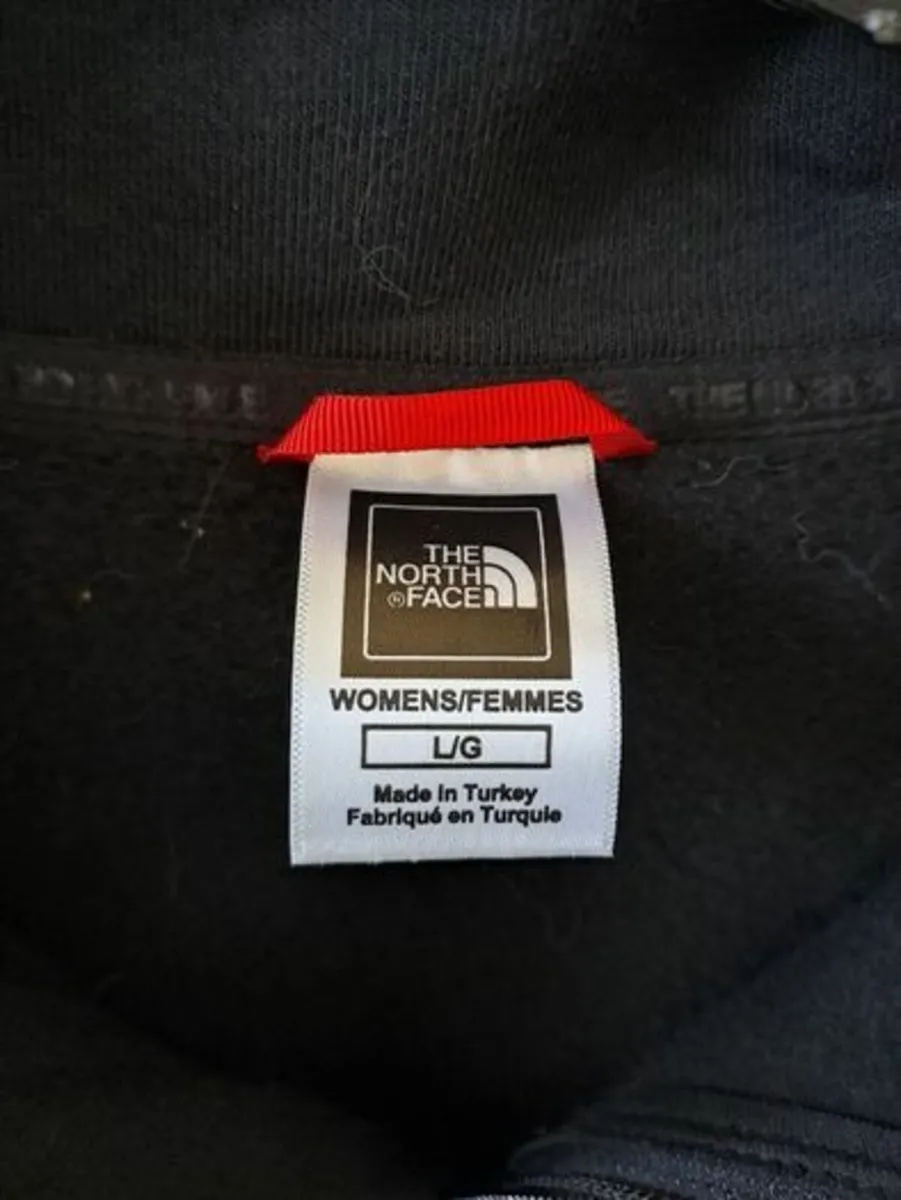 THE
NORTH
®FACE
WOMENS/FEMMES
L/G
Made in Turkey
Fabriqué en Turquie